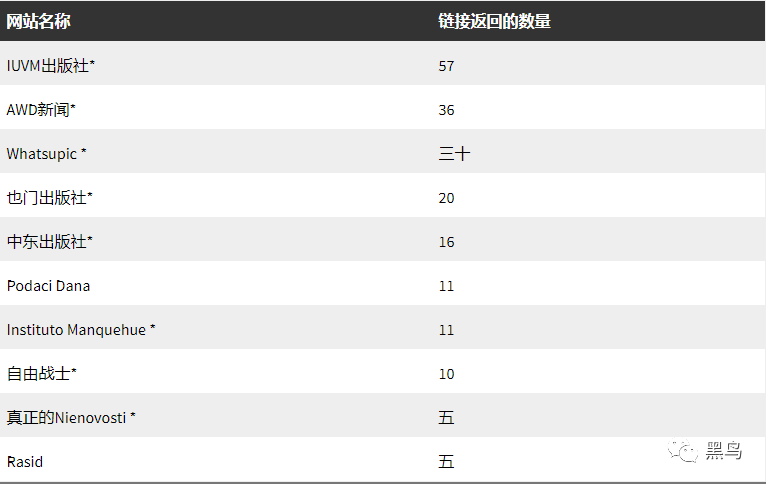 网站名称 链接返回的数量
IUVM出版社* 57
AWD新闻* 36
Whatsupic * 三十
也门出版社* 20
中东出版社* 16
Podaci Dana 11
Instituto Manquehue * 11
自由战士* 10
真正的Nienovosti * 五
Rasid 五
黑鸟